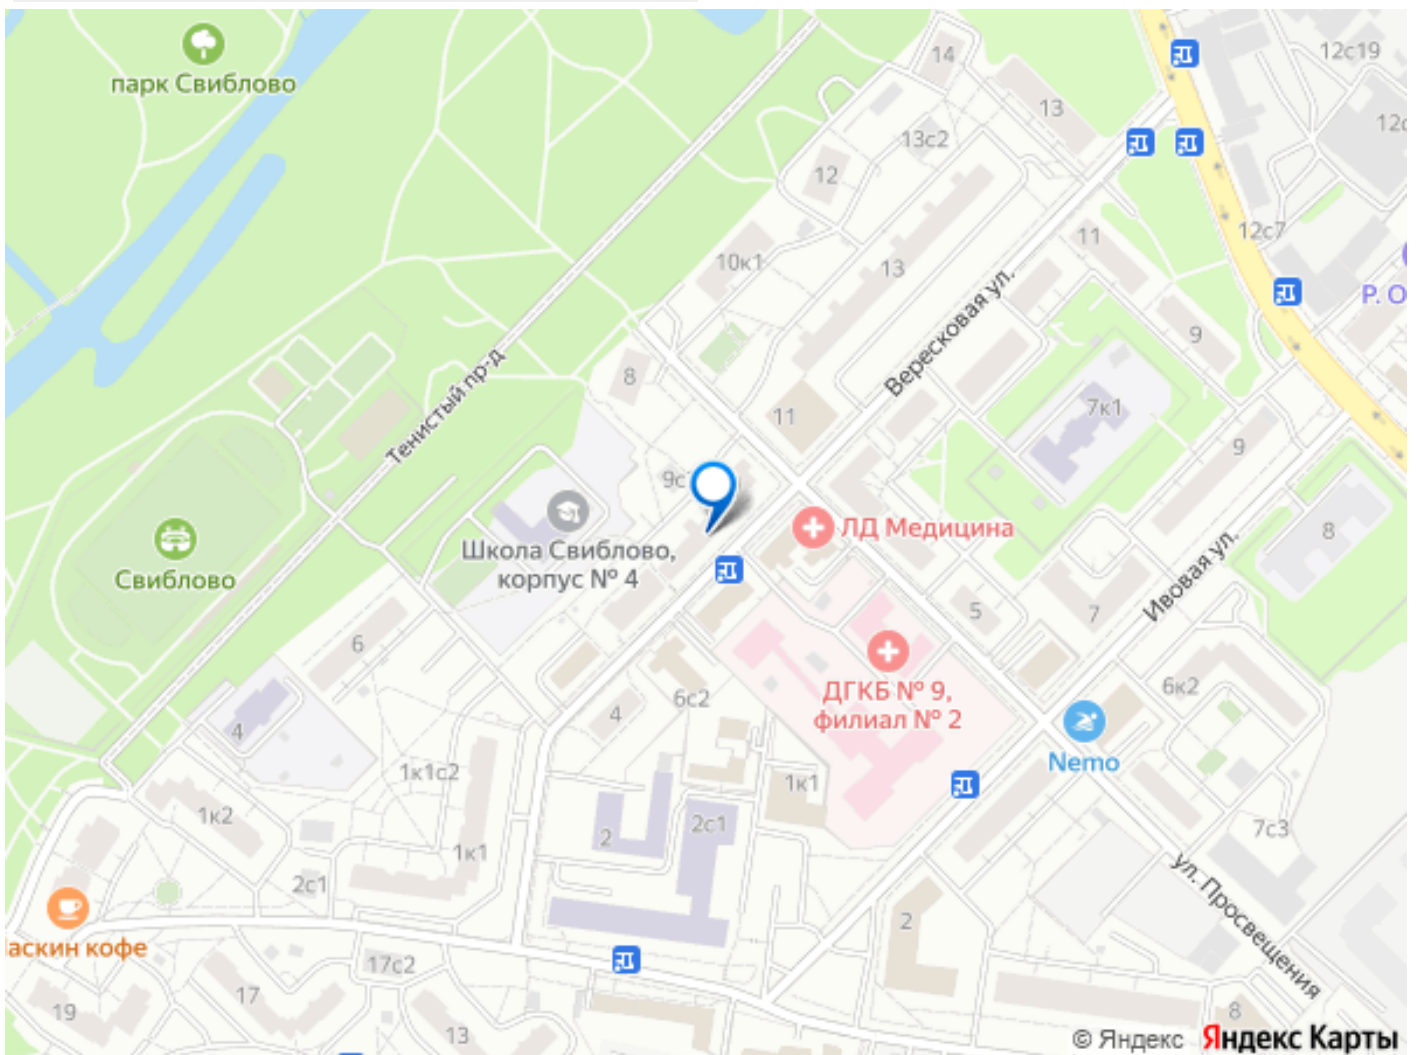 парк Свиблово
14
13
12с19
13с2
12с
12
10к1
13
11
12с7
Р. О
Вересковая ул.
9
Тенистый пр-д
8
11
7к1
9с
9
Школа Свиблово,
корпус № 4
ЛД Медицина
8
Свиблово
Ивовая ул.
5
7
6
ДГКБ № 9,
филиал № 2
6к2
6с2
4
4
Nemo
1к1с2
1к1
1к2
2с1
2
7с3
1к1
2с1
ул. Просвещения
2
аскин кофе
17с2
17
19
13
8
© Яндекс Яндекс Карты